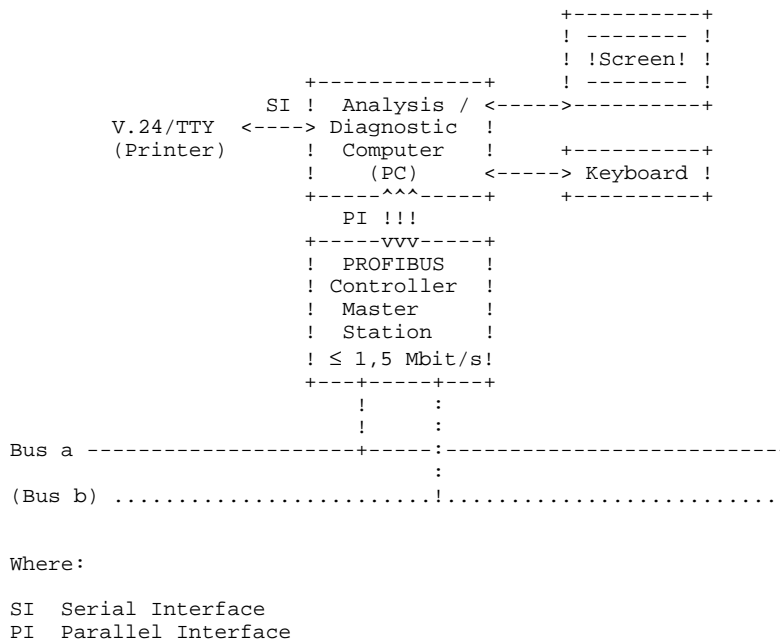 +----------+
                                            ! -------- !
                                            ! !Screen! !
                        +-------------+     ! -------- !
                    SI  !  Analysis / <----->----------+
        V.24/TTY  <----> Diagnostic  !
        (Printer)       !  Computer   !     +----------+
                        !    (PC)     <-----> Keyboard !
                        +-----^^^-----+     +----------+
                           PI !!!
                        +-----vvv-----+
                        !  PROFIBUS   !
                        ! Controller  !
                        !  Master     !
                        !  Station    !
                        ! ≤ 1,5 Mbit/s!
                        +---+-----+---+
                            !     :
                            !     :
Bus a ---------------------+-----:--------------------------
                                  :
(Bus b) .........................!..........................
Where:
SI  Serial Interface
PI  Parallel Interface